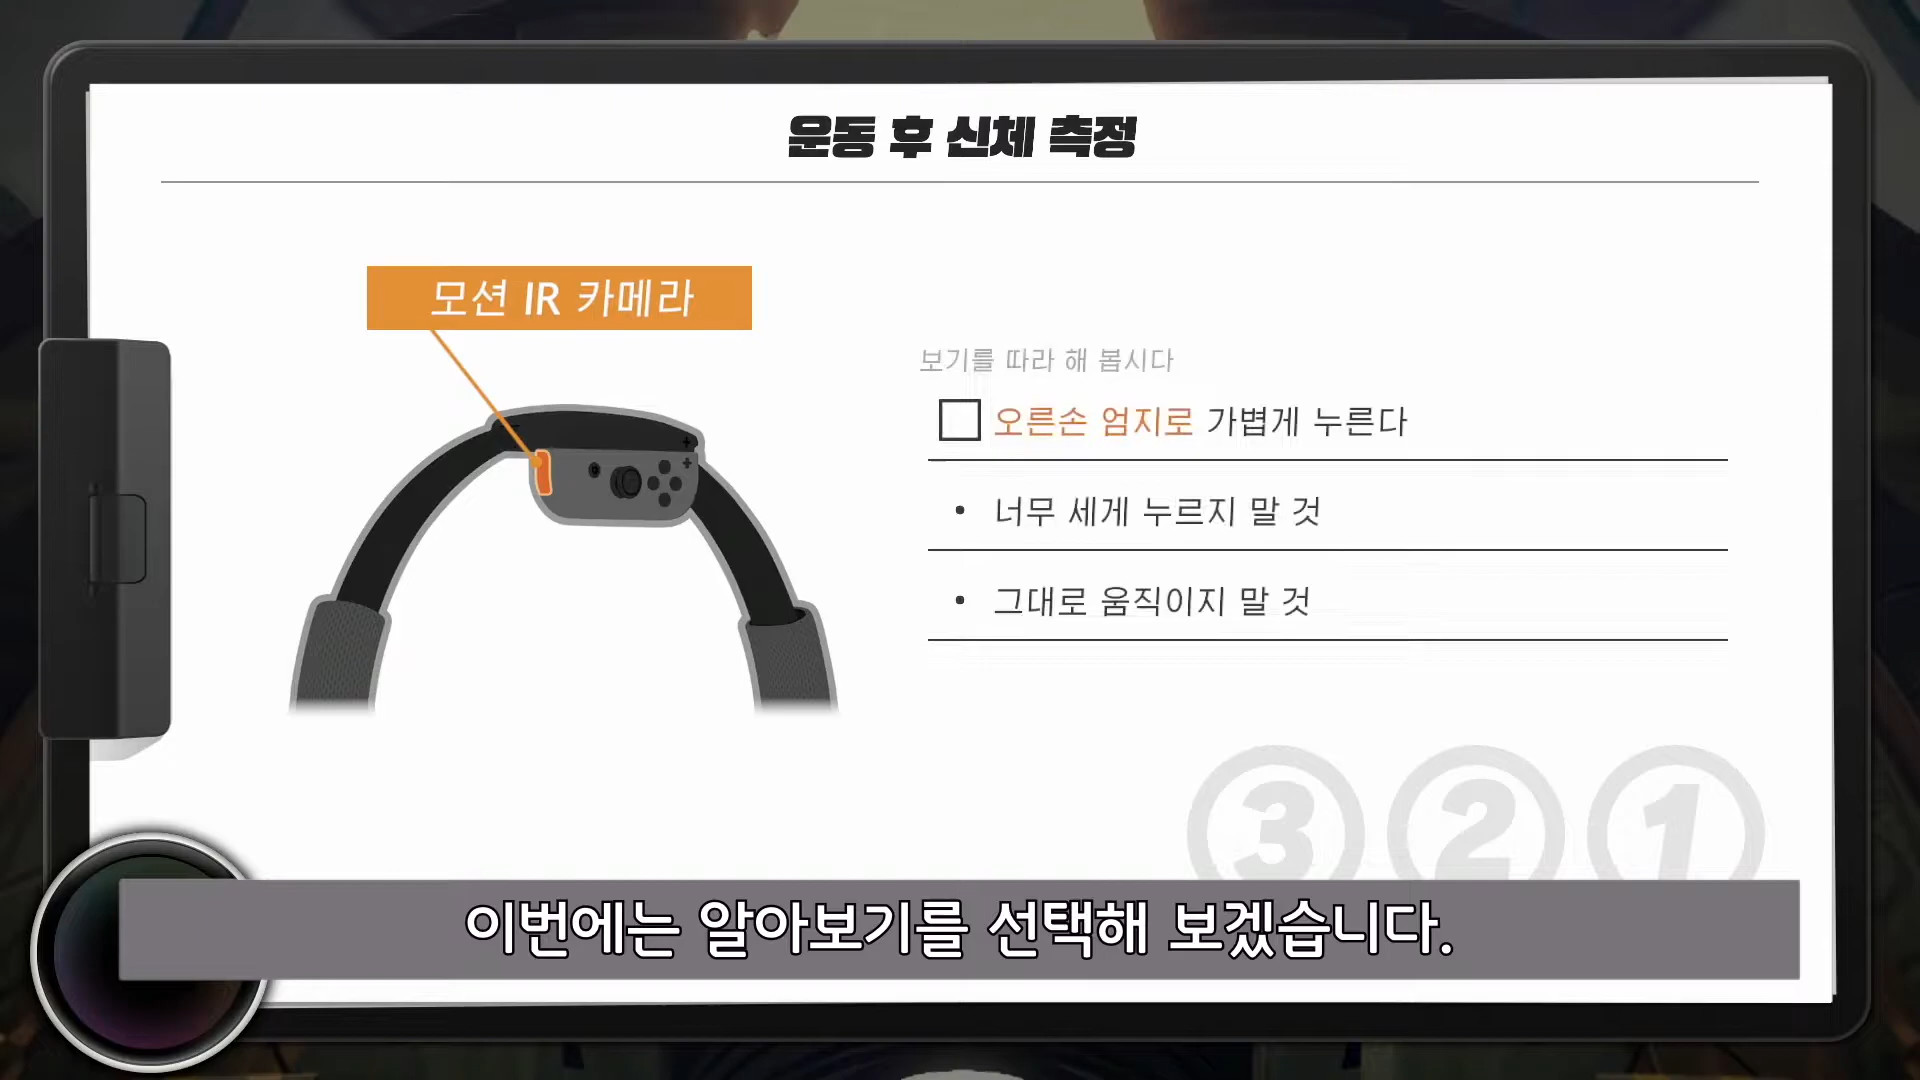 운동 후 신체 측정
모션 IR 카메라
보기를 따라 해 봅시다
오른손 엄지로 가볍게 누른다
• 너무 세게 누르지 말 것
• 그대로 움직이지 말 것
3 2 1
이번에는 알아보기를 선택해 보겠습니다.